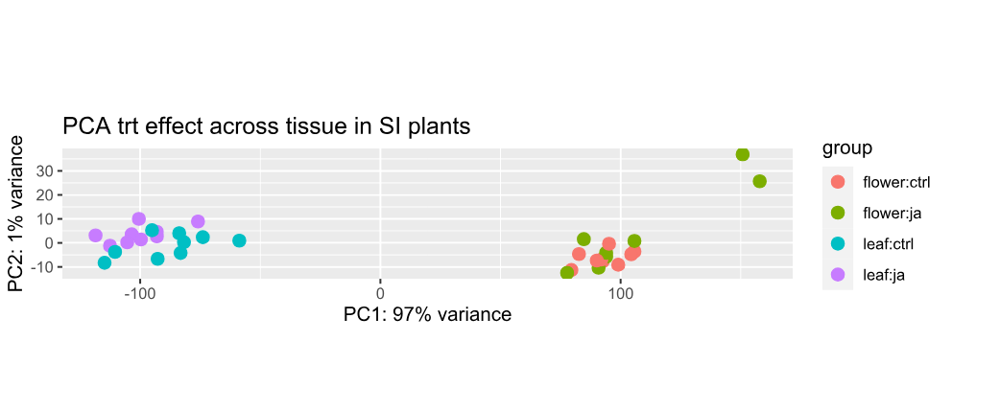 PCA trt effect across tissue in SI plants
PC2: 1% variance
30
20
10
0
-10
-100
0
100
PC1: 97% variance
group
flower:ctrl
flower:ja
leaf:ctrl
leaf:ja